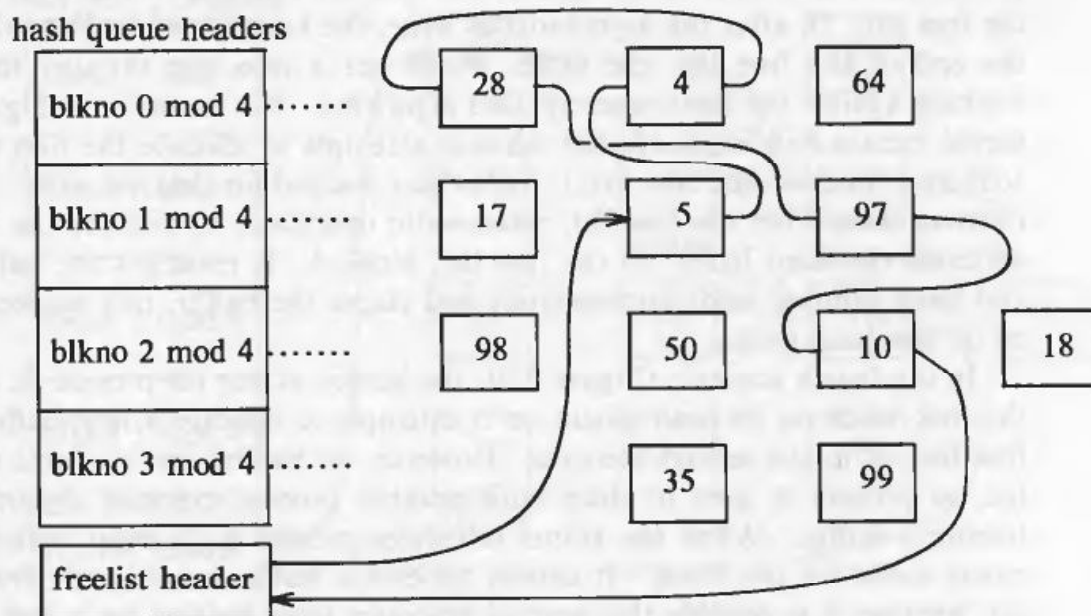 hash queue headers
blkno 0 mod 4 ......
28 4 64
blkno 1 mod 4
17 5 97
blkno 2 mod 4 ......
98 50 10 18
blkno 3 mod 4
35 99
freelist header